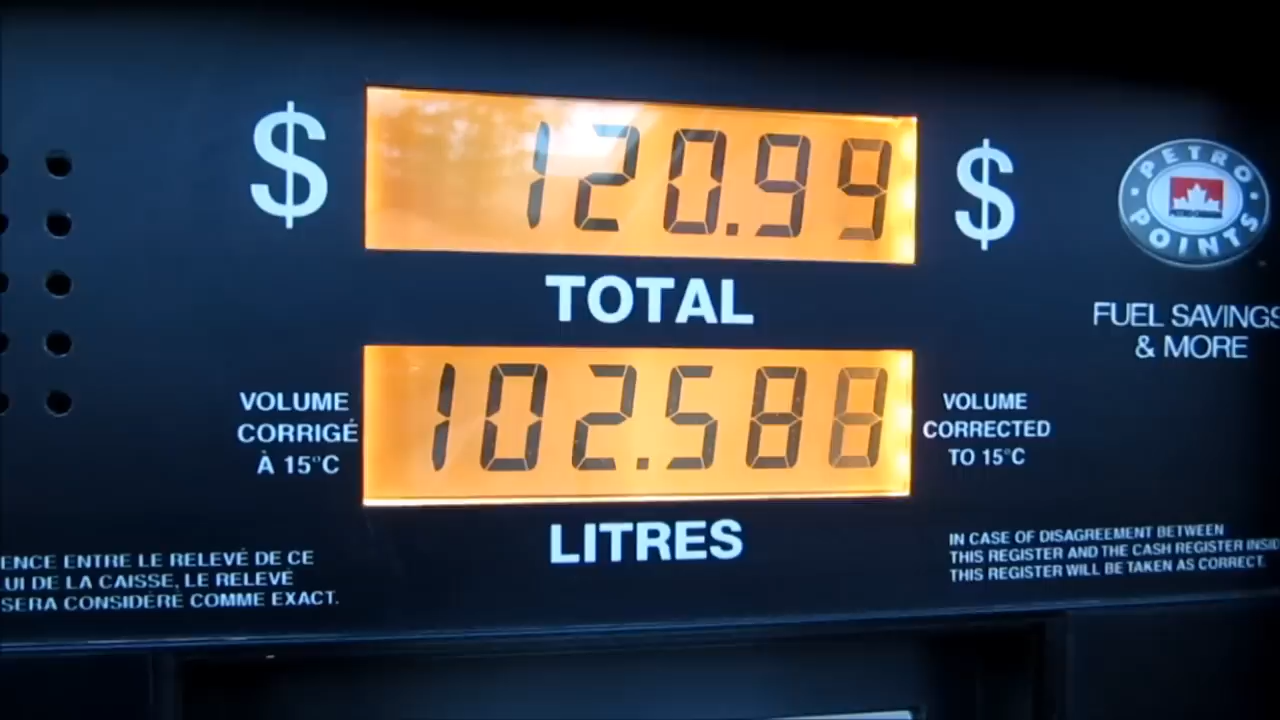 $ 120.99 $
TOTAL
PETRO
POINTS
FUEL SAVINGS
& MORE
VOLUME
CORRIGÉ
À 15°C
102.588
VOLUME
CORRECTED
TO 15°C
LITRES
ENCE ENTRE LE RELEVÉ DE CE
UI DE LA CAISSE, LE RELEVÉ
SERA CONSIDÉRÉ COMME EXACT.
IN CASE OF DISAGREEMENT BETWEEN
THIS REGISTER AND THE CASH REGISTER INSID
THIS REGISTER WILL BE TAKEN AS CORRECT.